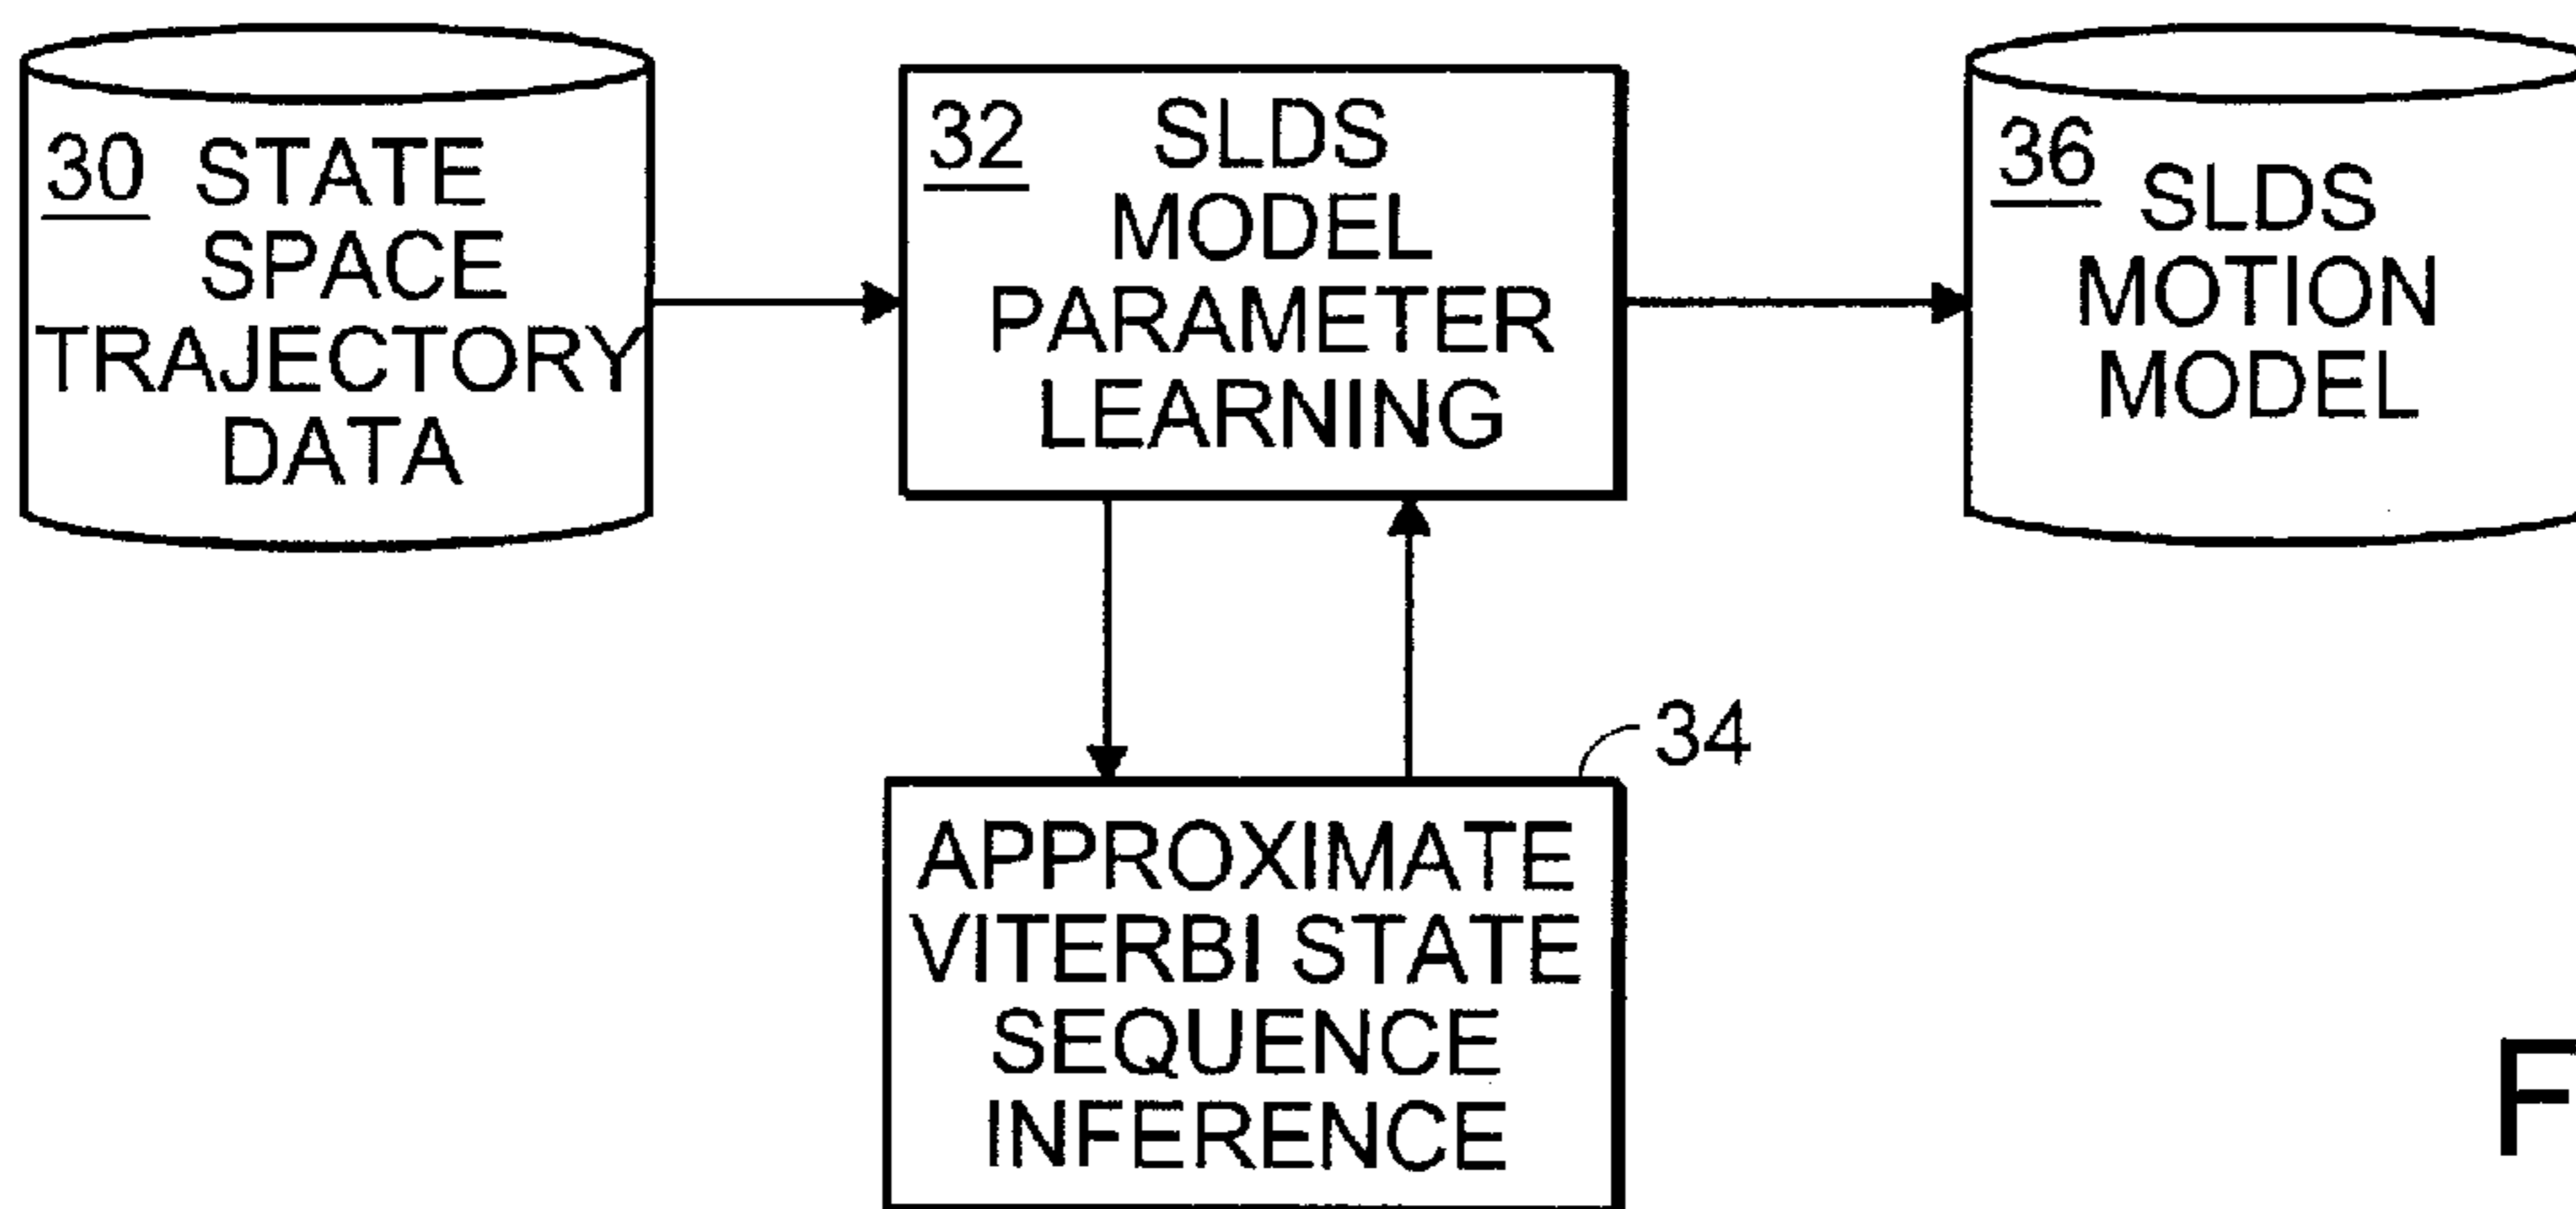 30 STATE
SPACE
TRAJECTORY
DATA
32 SLDS
MODEL
PARAMETER
LEARNING
36 SLDS
MOTION
MODEL
34
APPROXIMATE
VITERBI STATE
SEQUENCE
INFERENCE
F